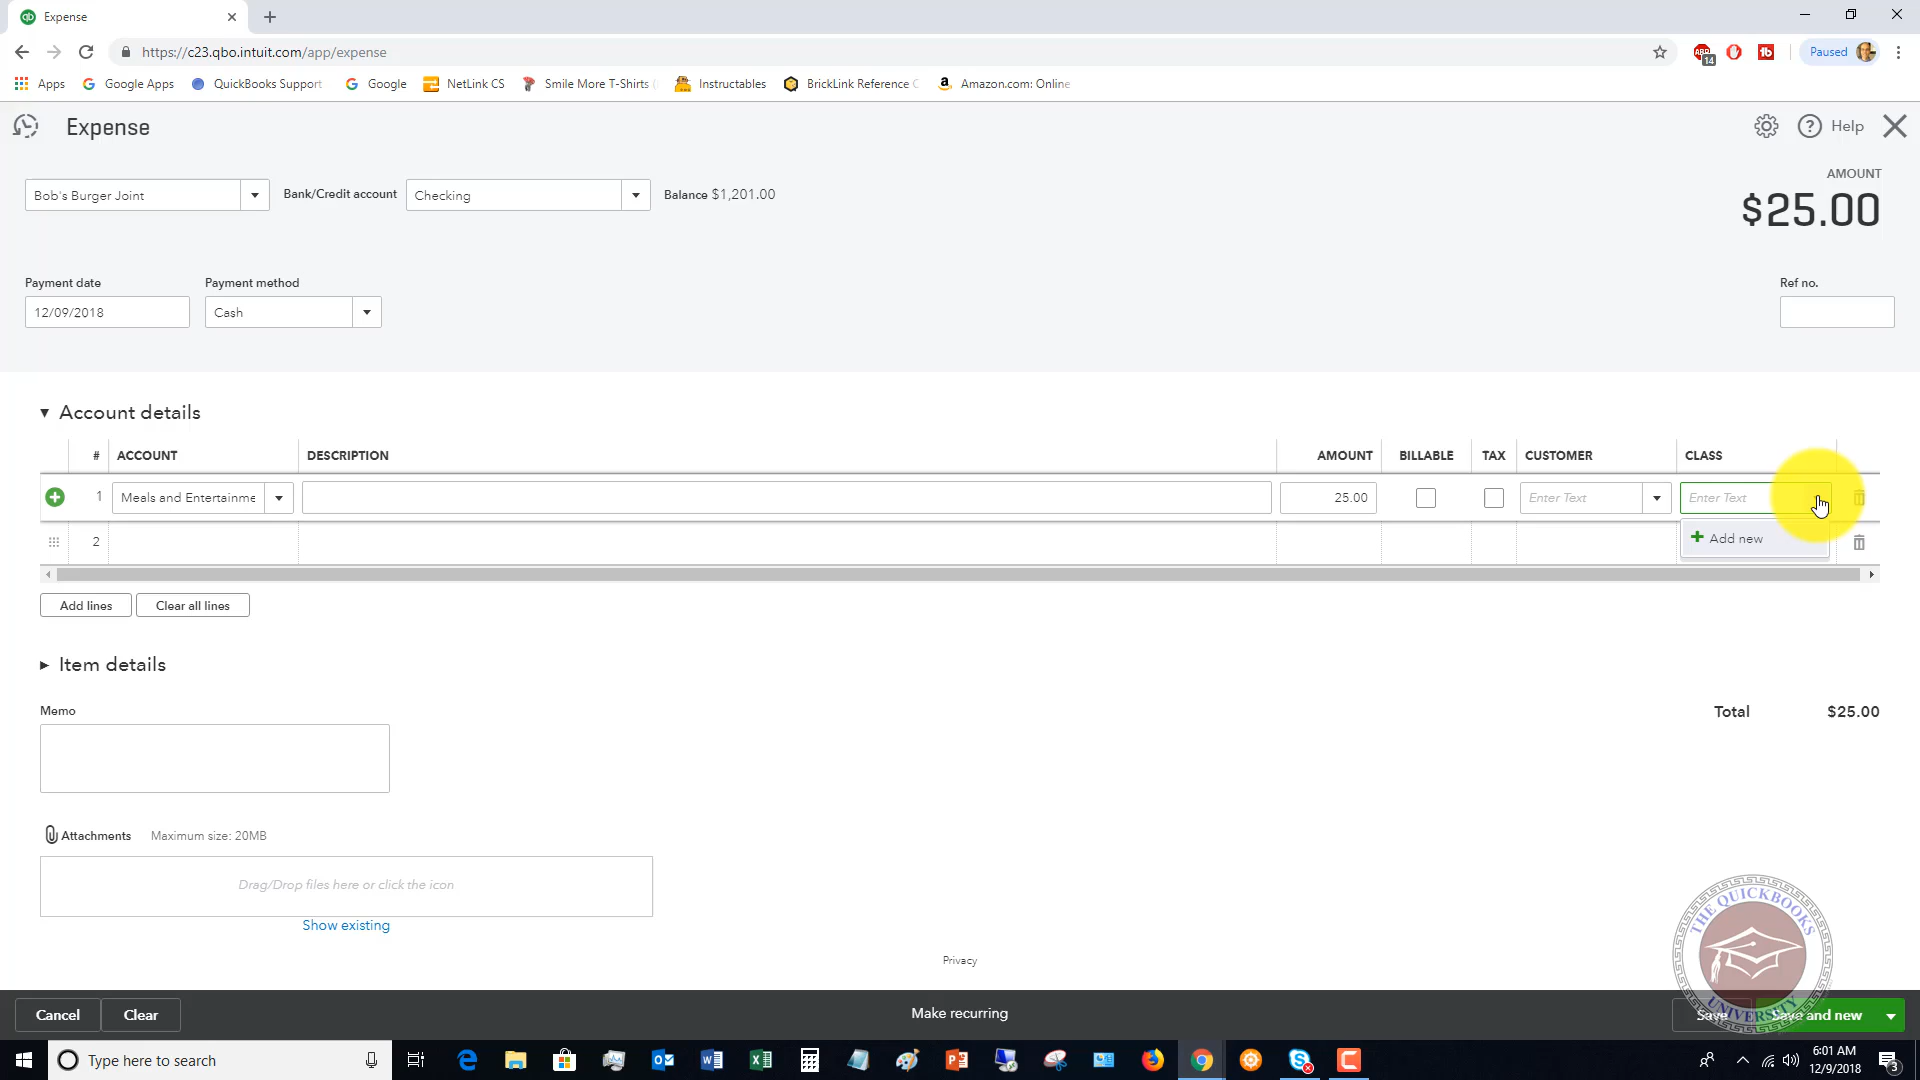 Expense
https://c23.qbo.intuit.com/app/expense
14
Paused
Apps Google Apps QuickBooks Support Google NetLink CS Smile More T-Shirts ( Instructables BrickLink Reference C Amazon.com: Online
Expense
Help
AMOUNT
$25.00
Bob's Burger Joint
Bank/Credit account
Checking
Balance $1,201.00
Payment date Payment method Ref no.
12/09/2018 Cash
Account details
# ACCOUNT DESCRIPTION AMOUNT BILLABLE TAX CUSTOMER CLASS
1 Meals and Entertainme 25.00 Enter Text Enter Text
2
Add new
Add lines Clear all lines
Item details
Memo
Total $25.00
Attachments Maximum size: 20MB
Drag/Drop files here or click the icon
Show existing
Privacy
THE QUICKBOOKS UNIVERSITY
Cancel Clear Make recurring Save Save and new
Type here to search
6:01 AM
12/9/2018
3